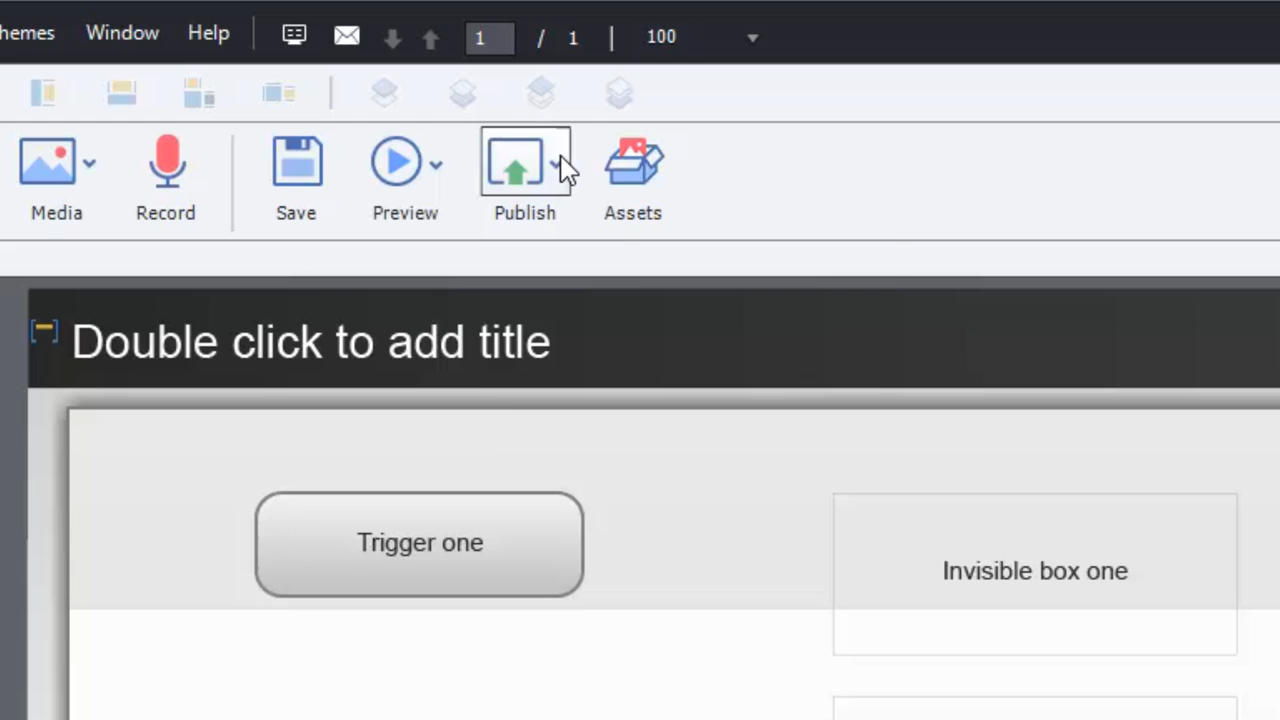 hemes Window Help 1 / 1 | 100
Media Record Save Preview Publish Assets
Double click to add title
Trigger one
Invisible box one